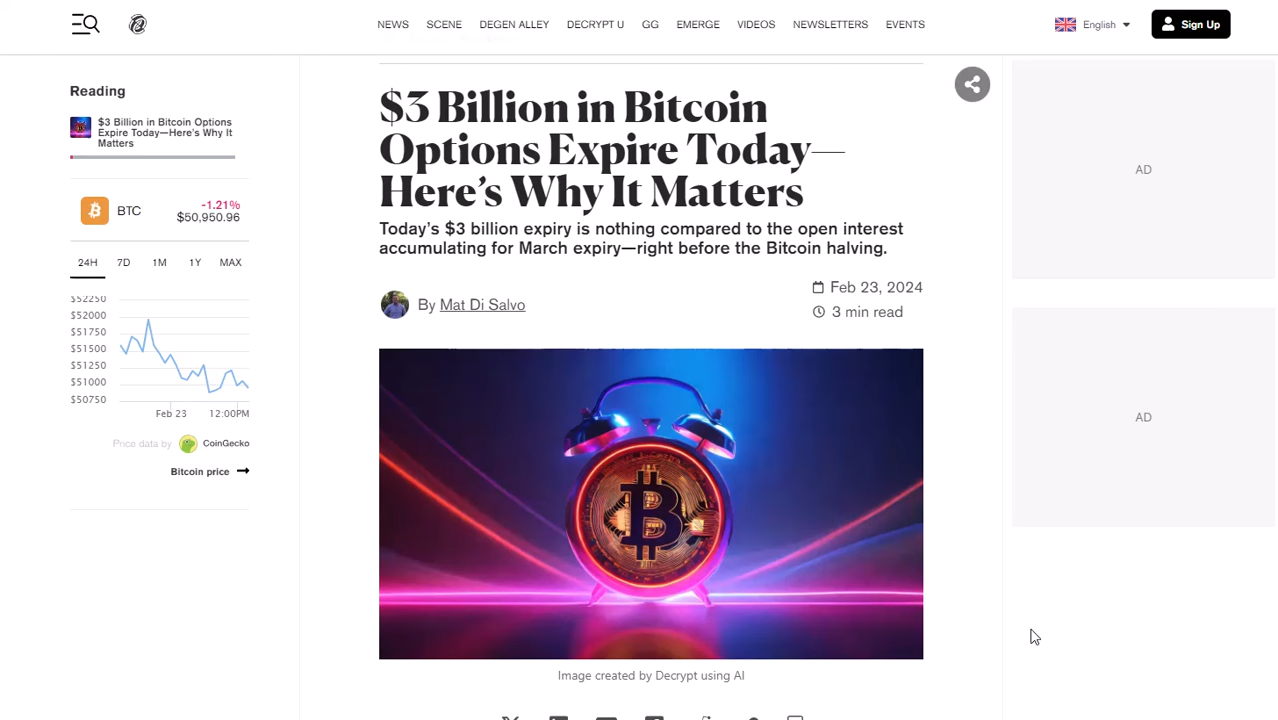 NEWS SCENE DEGEN ALLEY DECRYPT U GG EMERGE VIDEOS NEWSLETTERS EVENTS
English
Sign Up
Reading
$3 Billion in Bitcoin
Options Expire Today—Here's Why It
Matters
BTC
-1.21%
$50,950.96
24H 7D 1M 1Y MAX
$52250
$52000
$51750
$51500
$51250
$51000
$50750
Feb 23 12:00PM
Price data by CoinGecko
Bitcoin price
$3 Billion in Bitcoin
Options Expire Today—
Here's Why It Matters
Today's $3 billion expiry is nothing compared to the open interest
accumulating for March expiry—right before the Bitcoin halving.
By Mat Di Salvo
Feb 23, 2024
3 min read
Image created by Decrypt using AI
AD
AD